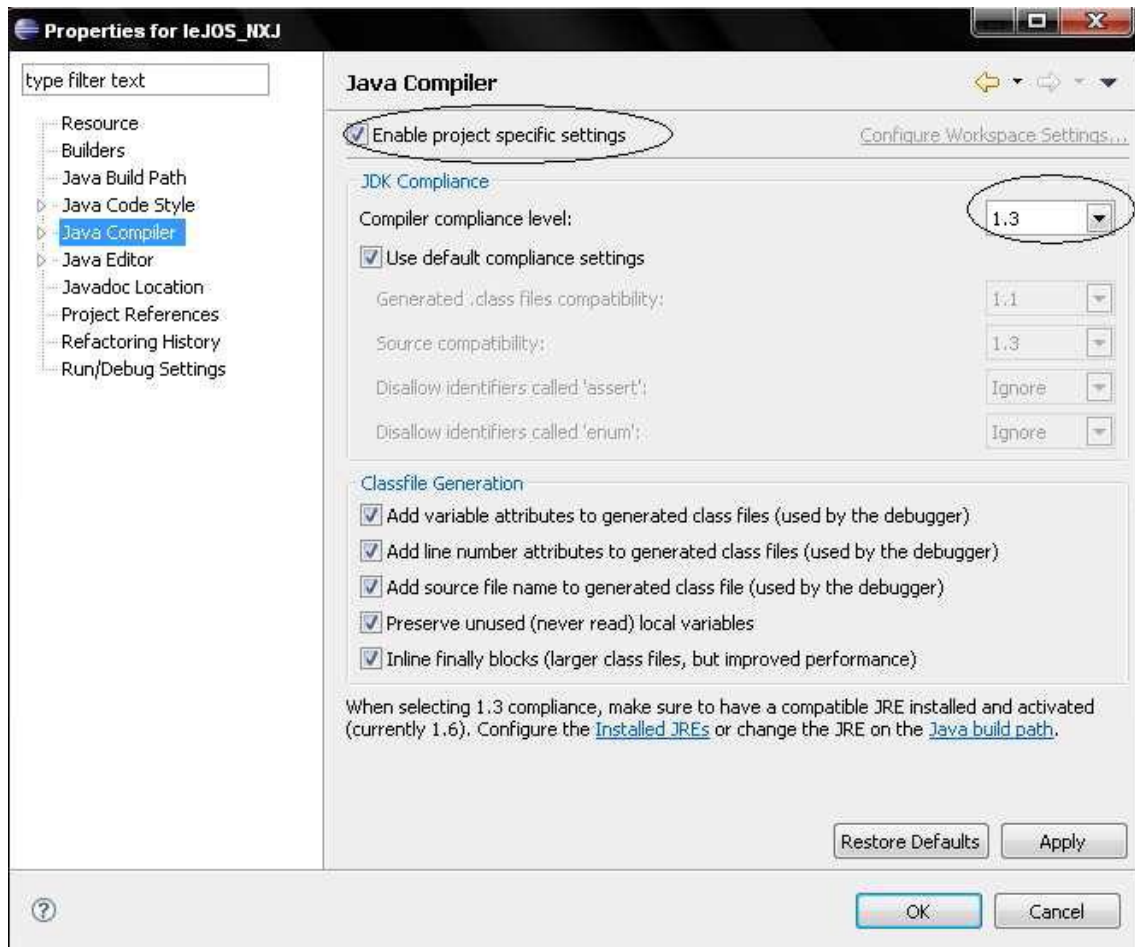 Properties for leJOS_NXJ
type filter text
Resource
Builders
Java Build Path
Java Code Style
Java Compiler
Java Editor
Javadoc Location
Project References
Refactoring History
Run/Debug Settings
Java Compiler
Enable project specific settings
Configure Workspace Settings...
JDK Compliance
Compiler compliance level:
1.3
Use default compliance settings
Generated .class files compatibility:
1.1
Source compatibility:
1.3
Disallow identifiers called 'assert':
Ignore
Disallow identifiers called 'enum':
Ignore
Classfile Generation
Add variable attributes to generated class files (used by the debugger)
Add line number attributes to generated class files (used by the debugger)
Add source file name to generated class file (used by the debugger)
Preserve unused (never read) local variables
Inline finally blocks (larger class files, but improved performance)
When selecting 1.3 compliance, make sure to have a compatible JRE installed and activated
(currently 1.6). Configure the Installed JREs or change the JRE on the Java build path.
Restore Defaults
Apply
?
OK
Cancel